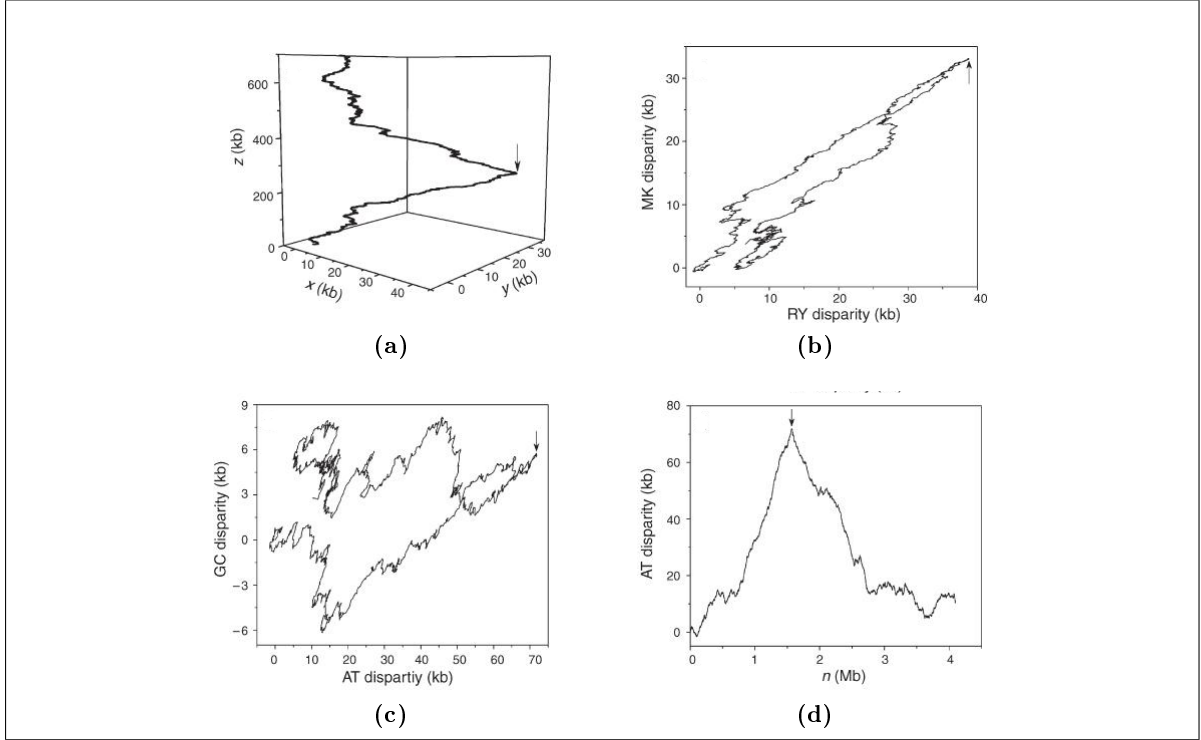 600
400
200
0
z (kb)
0
10
20
30
40
x (kb)
0
10
20
30
y (kb)
(a)
30
20
10
0
MK disparity (kb)
0 10 20 30 40
RY disparity (kb)
(b)
9
6
3
0
−3
−6
GC disparity (kb)
0 10 20 30 40 50 60 70
AT dispartiy (kb)
(c)
80
60
40
20
0
AT disparity (kb)
0 1 2 3 4
n (Mb)
(d)